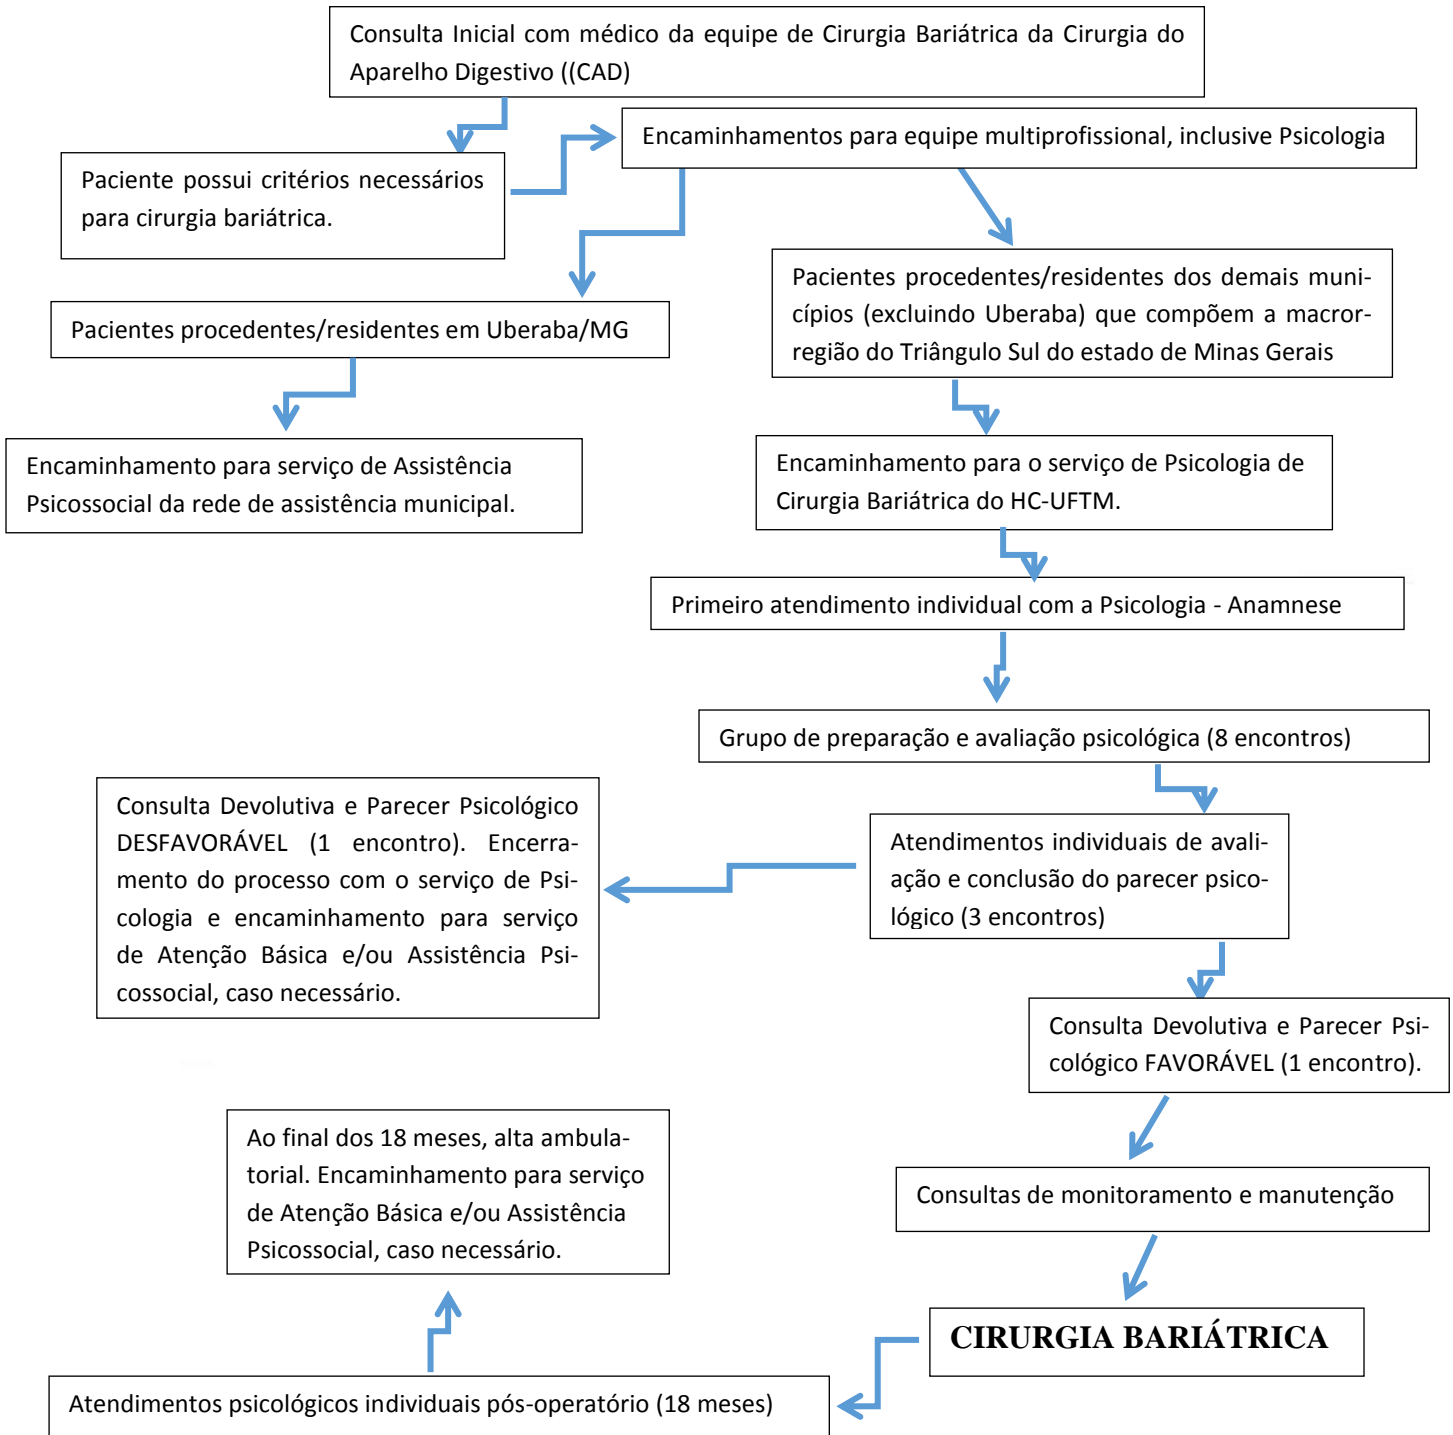 Consulta Inicial com médico da equipe de Cirurgia Bariátrica da Cirurgia do
Aparelho Digestivo ((CAD)
Encaminhamentos para equipe multiprofissional, inclusive Psicologia
Paciente possui critérios necessários
para cirurgia bariátrica.
Pacientes procedentes/residentes em Uberaba/MG
Pacientes procedentes/residentes dos demais muni-
cípios (excluindo Uberaba) que compõem a macror-
região do Triângulo Sul do estado de Minas Gerais
Encaminhamento para serviço de Assistência
Psicossocial da rede de assistência municipal.
Encaminhamento para o serviço de Psicologia de
Cirurgia Bariátrica do HC-UFTM.
Primeiro atendimento individual com a Psicologia - Anamnese
Grupo de preparação e avaliação psicológica (8 encontros)
Consulta Devolutiva e Parecer Psicológico
DESFAVORÁVEL (1 encontro). Encerra-
mento do processo com o serviço de Psi-
cologia e encaminhamento para serviço
de Atenção Básica e/ou Assistência Psi-
cossocial, caso necessário.
Atendimentos individuais de avali-
ação e conclusão do parecer psico-
lógico (3 encontros)
Consulta Devolutiva e Parecer Psi-
cológico FAVORÁVEL (1 encontro).
Ao final dos 18 meses, alta ambula-
torial. Encaminhamento para serviço
de Atenção Básica e/ou Assistência
Psicossocial, caso necessário.
Consultas de monitoramento e manutenção
CIRURGIA BARIÁTRICA
Atendimentos psicológicos individuais pós-operatório (18 meses)